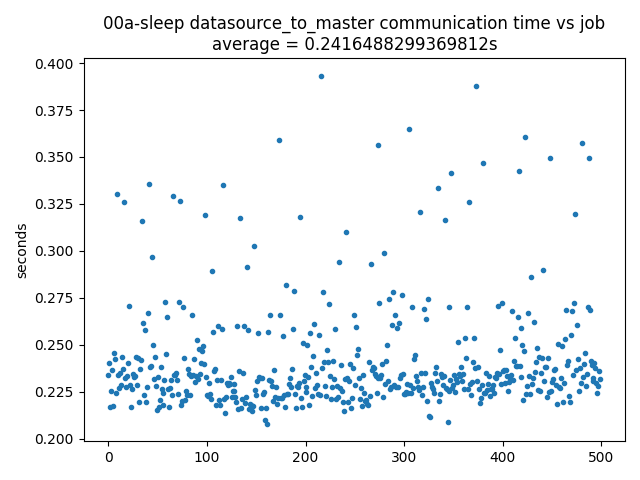 00a-sleep datasource_to_master communication time vs job
average = 0.2416488299369812s
seconds
0.400
0.375
0.350
0.325
0.300
0.275
0.250
0.225
0.200
0 100 200 300 400 500